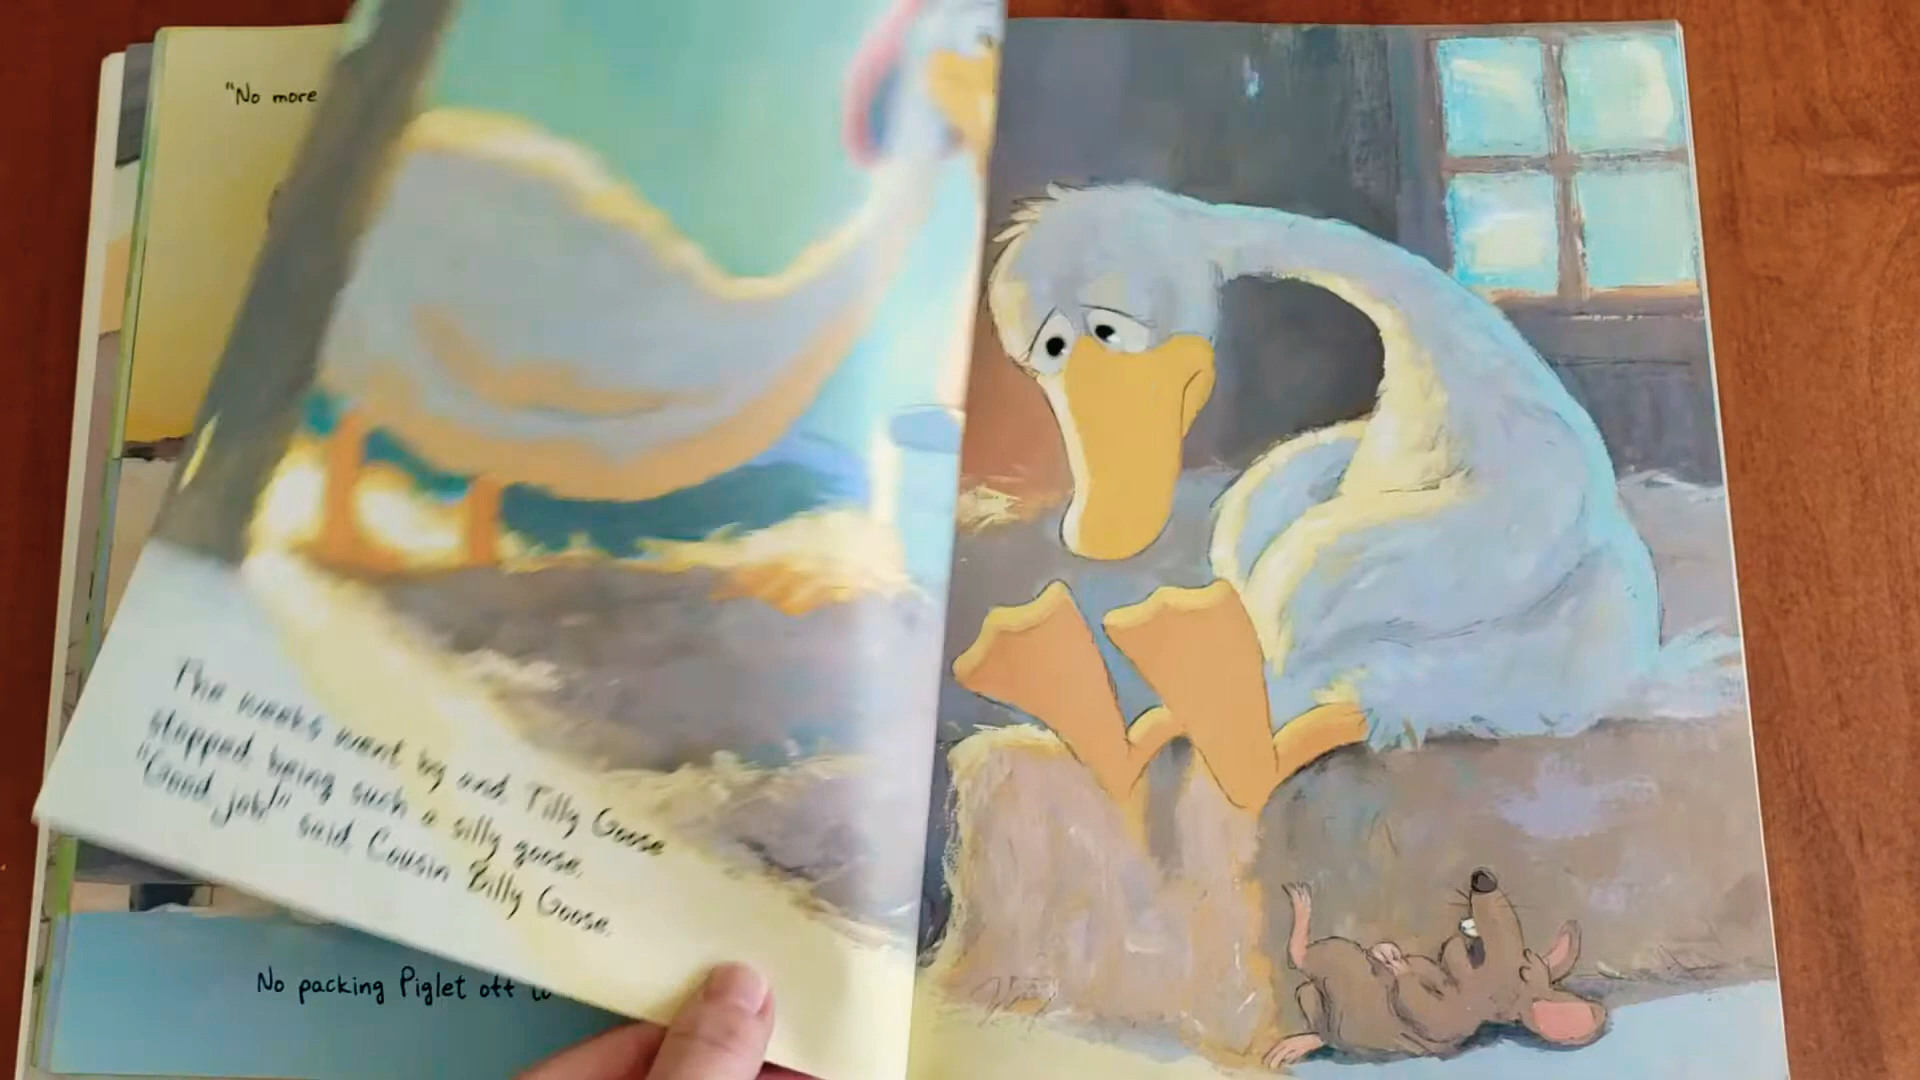 "No more
The weeks went by and Tilly Goose
stopped being such a silly goose.
"Good job!" said Cousin Billy Goose.
No packing Piglet off to